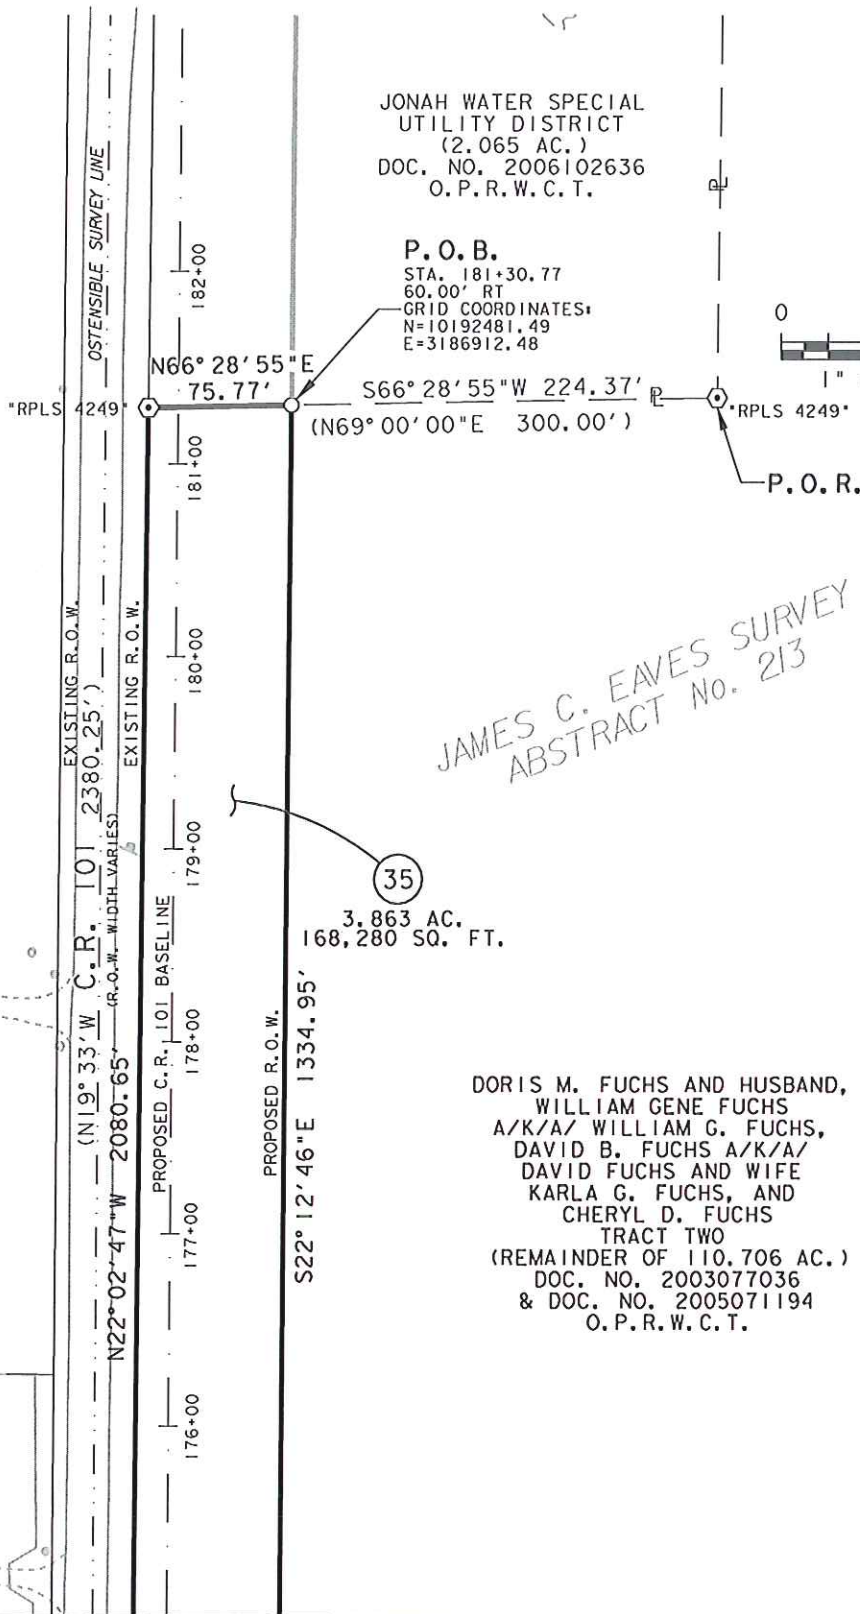 JONAH WATER SPECIAL
UTILITY DISTRICT
(2.065 AC.)
DOC. NO. 2006102636
O.P.R.W.C.T.
OSTENSIBLE SURVEY LINE
182+00
P.O.B.
STA. 181+30.77
60.00' RT
GRID COORDINATES:
N=10192481.49
E=3186912.48
0
1"
N66°28'55"E
75.77'
S66°28'55"W 224.37'
(N69°00'00"E 300.00')
"RPLS 4249"
"RPLS 4249"
P.O.R.
181+00
180+00
EXISTING R.O.W.
EXISTING R.O.W.
JAMES C. EAVES SURVEY
ABSTRACT No. 213
179+00
35
3.863 AC.
168,280 SQ. FT.
C.R. 101
(R.O.W. WIDTH VARIES)
(N19°33'W 2380.25')
N22°02'47"W 2080.65'
PROPOSED C.R. 101 BASELINE
178+00
PROPOSED R.O.W.
S22°12'46"E 1334.95'
177+00
176+00
DORIS M. FUCHS AND HUSBAND,
WILLIAM GENE FUCHS
A/K/A/ WILLIAM G. FUCHS,
DAVID B. FUCHS A/K/A/
DAVID FUCHS AND WIFE
KARLA G. FUCHS, AND
CHERYL D. FUCHS
TRACT TWO
(REMAINDER OF 110.706 AC.)
DOC. NO. 2003077036
& DOC. NO. 2005071194
O.P.R.W.C.T.